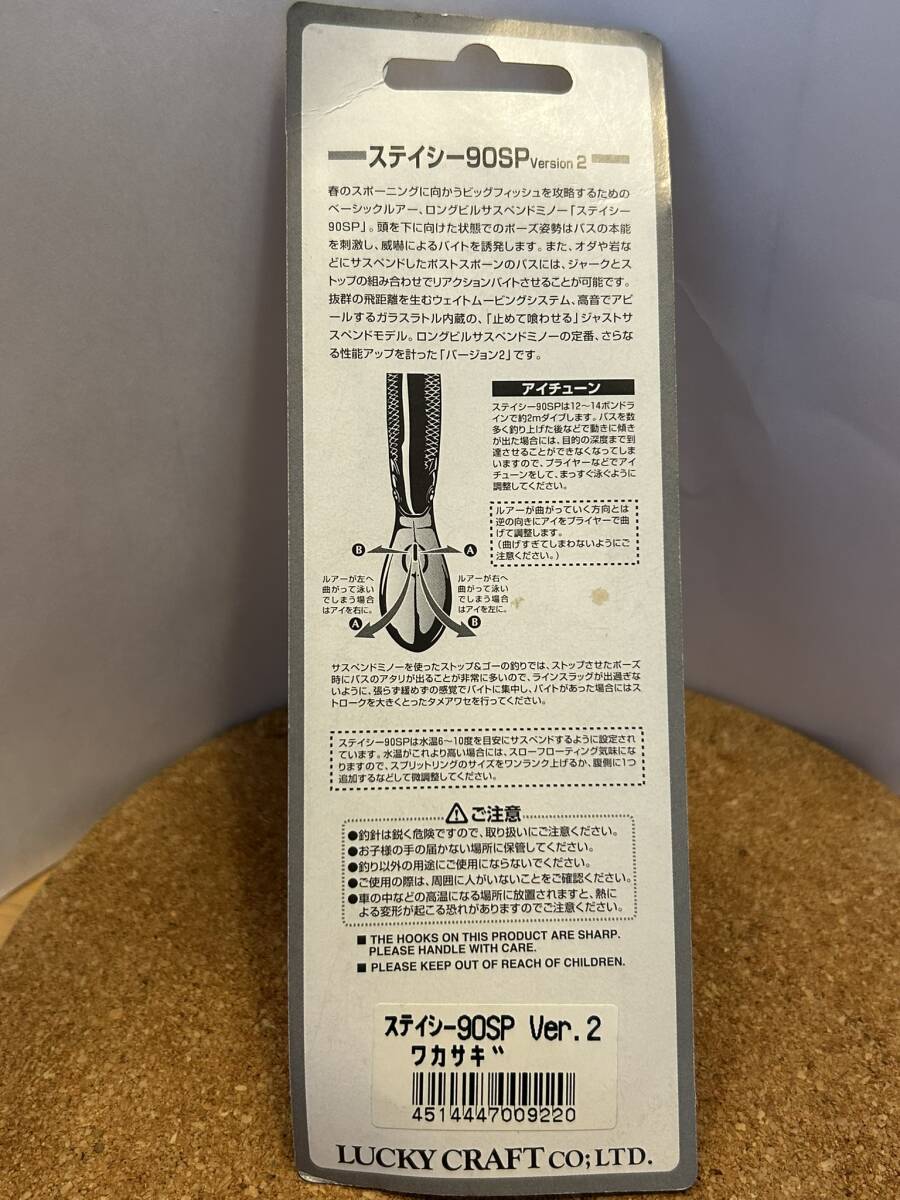 ステイシー90SP Version 2
春のスポーニングに向かうビッグフィッシュを攻略するための
ベーシックルアー、ロングビルサスペンドミノー「ステイシー
90SP」。頭を下に向けた状態でのポーズ姿勢はバスの本能
を刺激し、威嚇によるバイトを誘発します。また、オダや岩な
どにサスペンドしたポストスポーンのバスには、ジャークとス
トップの組み合わせでリアクションバイトさせることが可能です。
抜群の飛距離を生むウェイトムービングシステム、高音でアピ
ールするガラスラトル内蔵の、「止めて喰わせる」ジャストサ
スペンドモデル。ロングビルサスペンドミノーの定番、さらな
る性能アップを計った「バージョン2」です。
アイチューン
ステイシー90SPは12〜14ポンドラ
インで約2mダイブします。バスを数
多く釣り上げた後などで動きに傾き
が出た場合には、目的の深度まで到
達させることができなくなってしま
いますので、プライヤーなどでアイ
チューンをして、まっすぐ泳ぐように
調整してください。
ルアーが曲がっていく方向とは
逆の向きにアイをプライヤーで曲
げて調整します。
(曲げすぎてしまわないようにご
注意ください。)
B
A
ルアーが左へ
曲がって泳い
でしまう場合
はアイを右に。
ルアーが右へ
曲がって泳い
でしまう場合
はアイを左に。
A
B
サスペンドミノーを使ったストップ&ゴーの釣りでは、ストップさせたポーズ
時にバスのアタリが出ることが非常に多いので、ラインスラッグが出過ぎな
いように、張らず緩めずの感覚でバイトに集中し、バイトがあった場合にはス
トロークを大きくとったタメアワセを行ってください。
ステイシー90SPは水温6〜10度を目安にサスペンドするように設定され
ています。水温がこれより高い場合には、スローフローティング気味にな
りますので、スプリットリングのサイズをワンランク上げるか、腹側に1つ
追加するなどして微調整してください。
ご注意
●釣針は鋭く危険ですので、取り扱いにご注意ください。
●お子様の手の届かない場所に保管してください。
●釣り以外の用途にご使用にならないでください。
●ご使用の際は、周囲に人がいないことをご確認ください。
●車の中などの高温になる場所に放置されますと、熱に
よる変形が起こる恐れがありますのでご注意ください。
■ THE HOOKS ON THIS PRODUCT ARE SHARP.
PLEASE HANDLE WITH CARE.
■ PLEASE KEEP OUT OF REACH OF CHILDREN.
ステイシー90SP Ver.2
ワカサギ
4514447009220
LUCKY CRAFT CO;LTD.